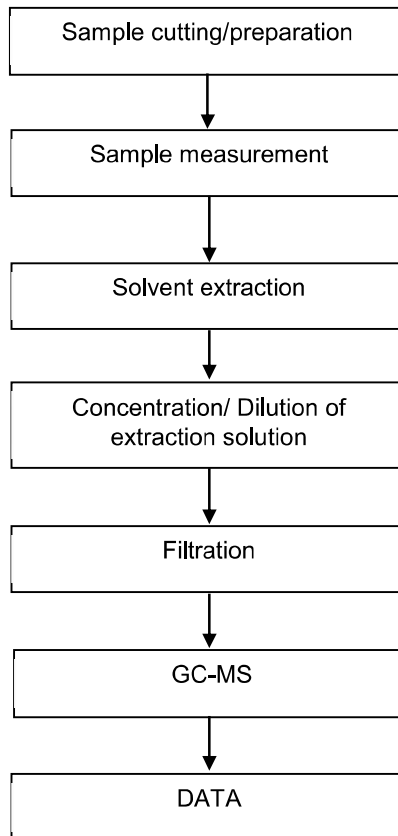 Sample cutting/preparation
Sample measurement
Solvent extraction
Concentration/ Dilution of
extraction solution
Filtration
GC-MS
DATA